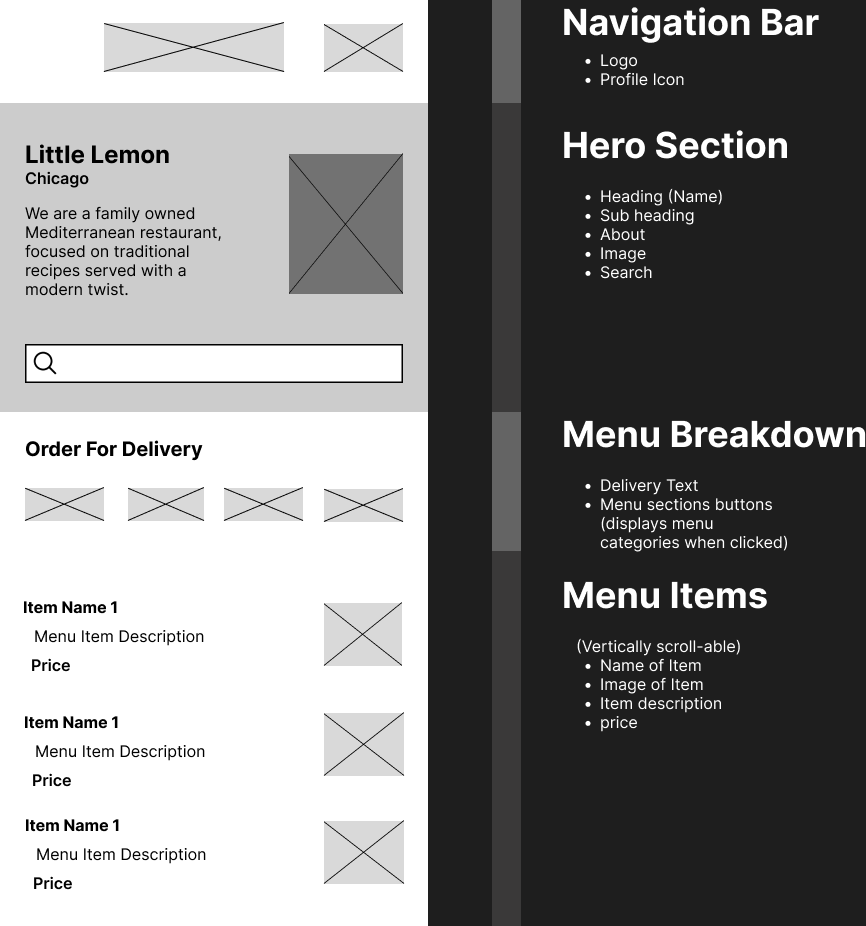 Little Lemon
Chicago
We are a family owned
Mediterranean restaurant,
focused on traditional
recipes served with a
modern twist.
Order For Delivery
Item Name 1
Menu Item Description
Price
Item Name 1
Menu Item Description
Price
Item Name 1
Menu Item Description
Price
Navigation Bar
• Logo
• Profile Icon
Hero Section
• Heading (Name)
• Sub heading
• About
• Image
• Search
Menu Breakdown
• Delivery Text
• Menu sections buttons
(displays menu
categories when clicked)
Menu Items
(Vertically scroll-able)
• Name of Item
• Image of Item
• Item description
• price